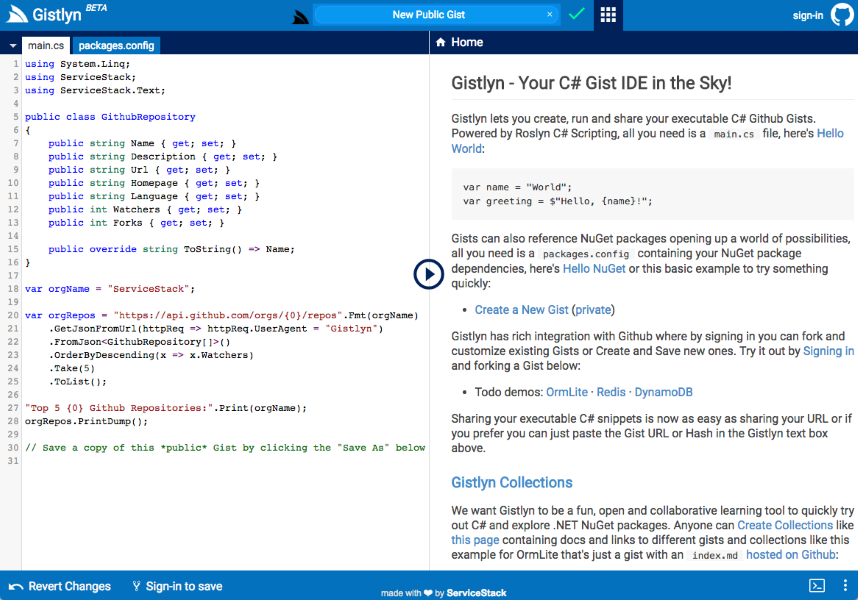 Gistlyn BETA
New Public Gist ×
sign-in
main.cs packages.config
Home
1 using System.Linq;
2 using ServiceStack;
3 using ServiceStack.Text;
4
5 public class GithubRepository
6 {
7 public string Name { get; set; }
8 public string Description { get; set; }
9 public string Url { get; set; }
10 public string Homepage { get; set; }
11 public string Language { get; set; }
12 public int Watchers { get; set; }
13 public int Forks { get; set; }
14
15 public override string ToString() => Name;
16 }
17
18 var orgName = "ServiceStack";
19
20 var orgRepos = "https://api.github.com/orgs/{0}/repos".Fmt(orgName)
21 .GetJsonFromUrl(httpReq => httpReq.UserAgent = "Gistlyn")
22 .FromJson<GithubRepository[]>()
23 .OrderByDescending(x => x.Watchers)
24 .Take(5)
25 .ToList();
26
27 "Top 5 {0} Github Repositories:".Print(orgName);
28 orgRepos.PrintDump();
29
30 // Save a copy of this *public* Gist by clicking the "Save As" below
31
Gistlyn - Your C# Gist IDE in the Sky!
Gistlyn lets you create, run and share your executable C# Github Gists.
Powered by Roslyn C# Scripting, all you need is a main.cs file, here's Hello
World:
var name = "World";
var greeting = $"Hello, {name}!";
Gists can also reference NuGet packages opening up a world of possibilities,
all you need is a packages.config containing your NuGet package
dependencies, here's Hello NuGet or this basic example to try something
quickly:
• Create a New Gist (private)
Gistlyn has rich integration with Github where by signing in you can fork and
customize existing Gists or Create and Save new ones. Try it out by Signing in
and forking a Gist below:
• Todo demos: OrmLite · Redis · DynamoDB
Sharing your executable C# snippets is now as easy as sharing your URL or if
you prefer you can just paste the Gist URL or Hash in the Gistlyn text box
above.
Gistlyn Collections
We want Gistlyn to be a fun, open and collaborative learning tool to quickly try
out C# and explore .NET NuGet packages. Anyone can Create Collections like
this page containing docs and links to different gists and collections like this
example for OrmLite that's just a gist with an index.md hosted on Github:
Revert Changes
Sign-in to save
made with ❤ by ServiceStack